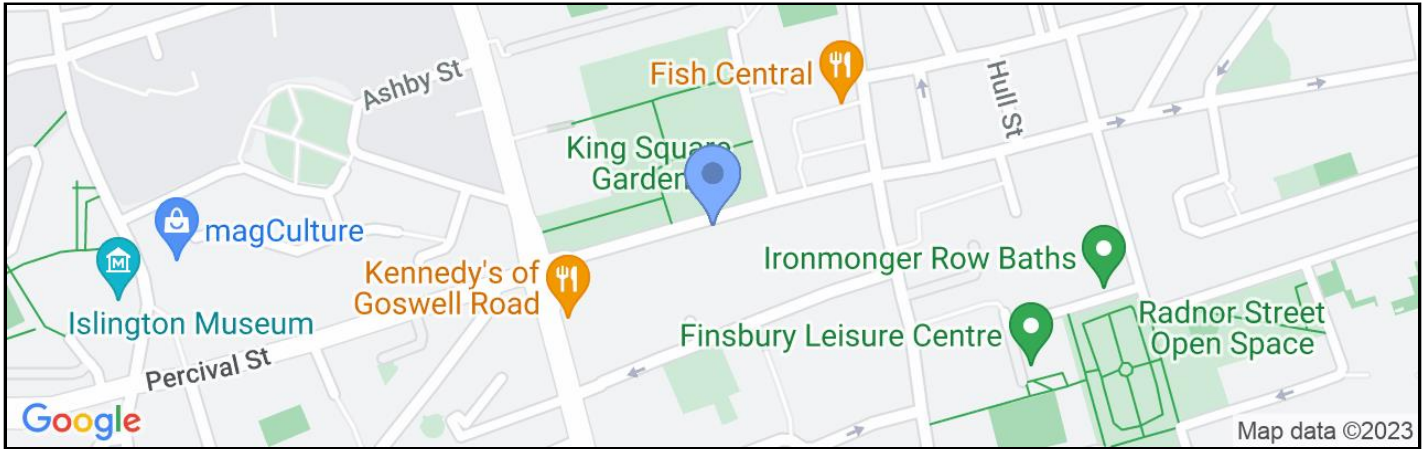 Ashby St
Fish Central
Hull St
King Square
Garden
magCulture
Ironmonger Row Baths
Kennedy's of
Goswell Road
Islington Museum
Radnor Street
Open Space
Finsbury Leisure Centre
Percival St
Google
Map data ©2023